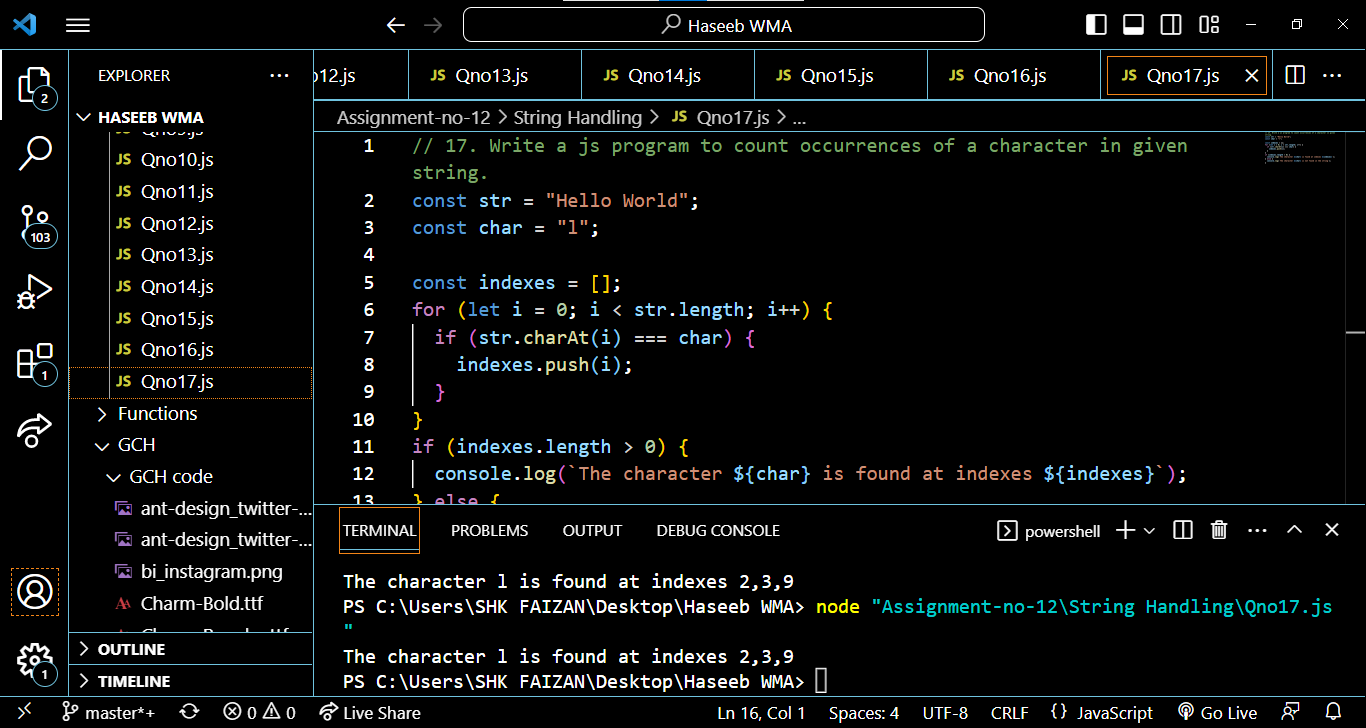 Haseeb WMA
EXPLORER
HASEEB WMA
Qno9.js
JS Qno10.js
JS Qno11.js
JS Qno12.js
JS Qno13.js
JS Qno14.js
JS Qno15.js
JS Qno16.js
JS Qno17.js
Functions
GCH
GCH code
ant-design_twitter-...
ant-design_twitter-...
bi_instagram.png
Charm-Bold.ttf
OUTLINE
TIMELINE
2
103
1
1
o12.js JS Qno13.js JS Qno14.js JS Qno15.js JS Qno16.js JS Qno17.js
Assignment-no-12 > String Handling > JS Qno17.js > ...
1 // 17. Write a js program to count occurrences of a character in given
string.
2 const str = "Hello World";
3 const char = "l";
4
5 const indexes = [];
6 for (let i = 0; i < str.length; i++) {
7 if (str.charAt(i) === char) {
8 indexes.push(i);
9 }
10 }
11 if (indexes.length > 0) {
12 console.log(`The character ${char} is found at indexes ${indexes}`);
13 } else {
TERMINAL PROBLEMS OUTPUT DEBUG CONSOLE powershell
The character l is found at indexes 2,3,9
PS C:\Users\SHK FAIZAN\Desktop\Haseeb WMA> node "Assignment-no-12\String Handling\Qno17.js
"
The character l is found at indexes 2,3,9
PS C:\Users\SHK FAIZAN\Desktop\Haseeb WMA>
master*+ 0 0 Live Share Ln 16, Col 1 Spaces: 4 UTF-8 CRLF {} JavaScript Go Live